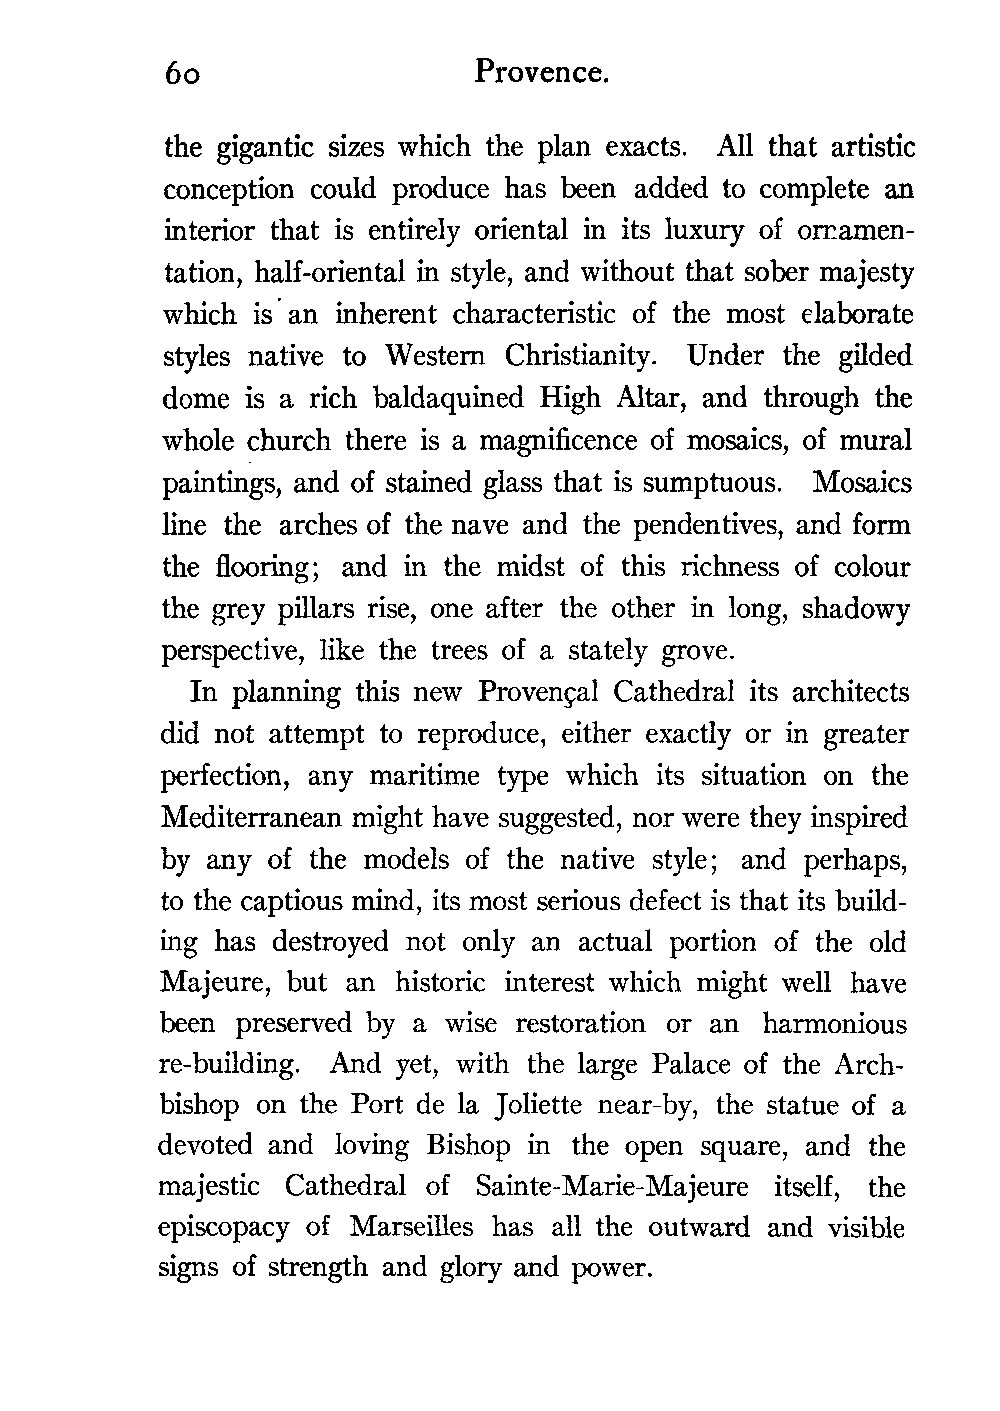 60 Provence.
the gigantic sizes which the plan exacts. All that artistic
conception could produce has been added to complete an
interior that is entirely oriental in its luxury of ornamen-
tation, half-oriental in style, and without that sober majesty
which is an inherent characteristic of the most elaborate
styles native to Western Christianity. Under the gilded
dome is a rich baldaquined High Altar, and through the
whole church there is a magnificence of mosaics, of mural
paintings, and of stained glass that is sumptuous. Mosaics
line the arches of the nave and the pendentives, and form
the flooring; and in the midst of this richness of colour
the grey pillars rise, one after the other in long, shadowy
perspective, like the trees of a stately grove.
In planning this new Provençal Cathedral its architects
did not attempt to reproduce, either exactly or in greater
perfection, any maritime type which its situation on the
Mediterranean might have suggested, nor were they inspired
by any of the models of the native style; and perhaps,
to the captious mind, its most serious defect is that its build-
ing has destroyed not only an actual portion of the old
Majeure, but an historic interest which might well have
been preserved by a wise restoration or an harmonious
re-building. And yet, with the large Palace of the Arch-
bishop on the Port de la Joliette near-by, the statue of a
devoted and loving Bishop in the open square, and the
majestic Cathedral of Sainte-Marie-Majeure itself, the
episcopacy of Marseilles has all the outward and visible
signs of strength and glory and power.